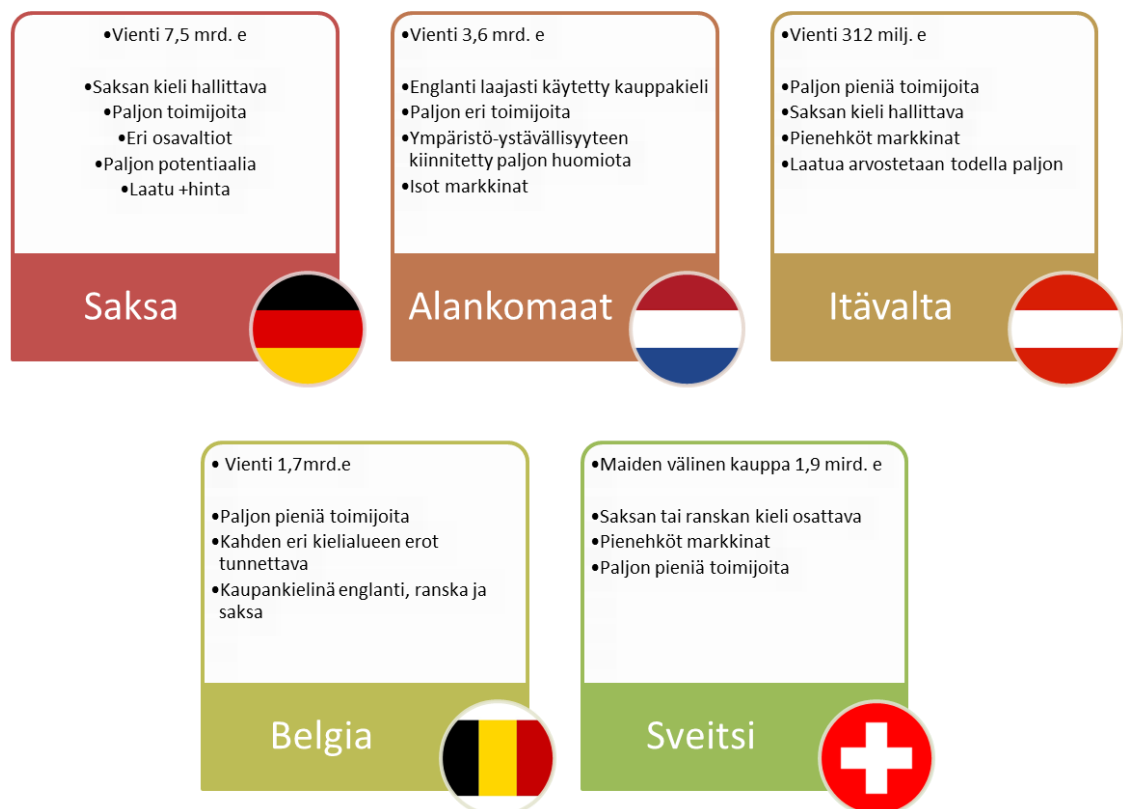 •Vienti 7,5 mrd. e
•Saksan kieli hallittava
•Paljon toimijoita
•Eri osavaltiot
•Paljon potentiaalia
•Laatu +hinta
Saksa
•Vienti 3,6 mrd. e
•Englanti laajasti käytetty kauppakieli
•Paljon eri toimijoita
•Ympäristö-ystävällisyyteen
kiinnitetty paljon huomiota
•Isot markkinat
Alankomaat
•Vienti 312 milj. e
•Paljon pieniä toimijoita
•Saksan kieli hallittava
•Pienehköt markkinat
•Laatua arvostetaan todella paljon
Itävalta
• Vienti 1,7mrd.e
•Paljon pieniä toimijoita
•Kahden eri kielialueen erot
tunnettava
•Kaupankielinä englanti, ranska ja
saksa
Belgia
•Maiden välinen kauppa 1,9 mird. e
•Saksan tai ranskan kieli osattava
•Pienehköt markkinat
•Paljon pieniä toimijoita
Sveitsi